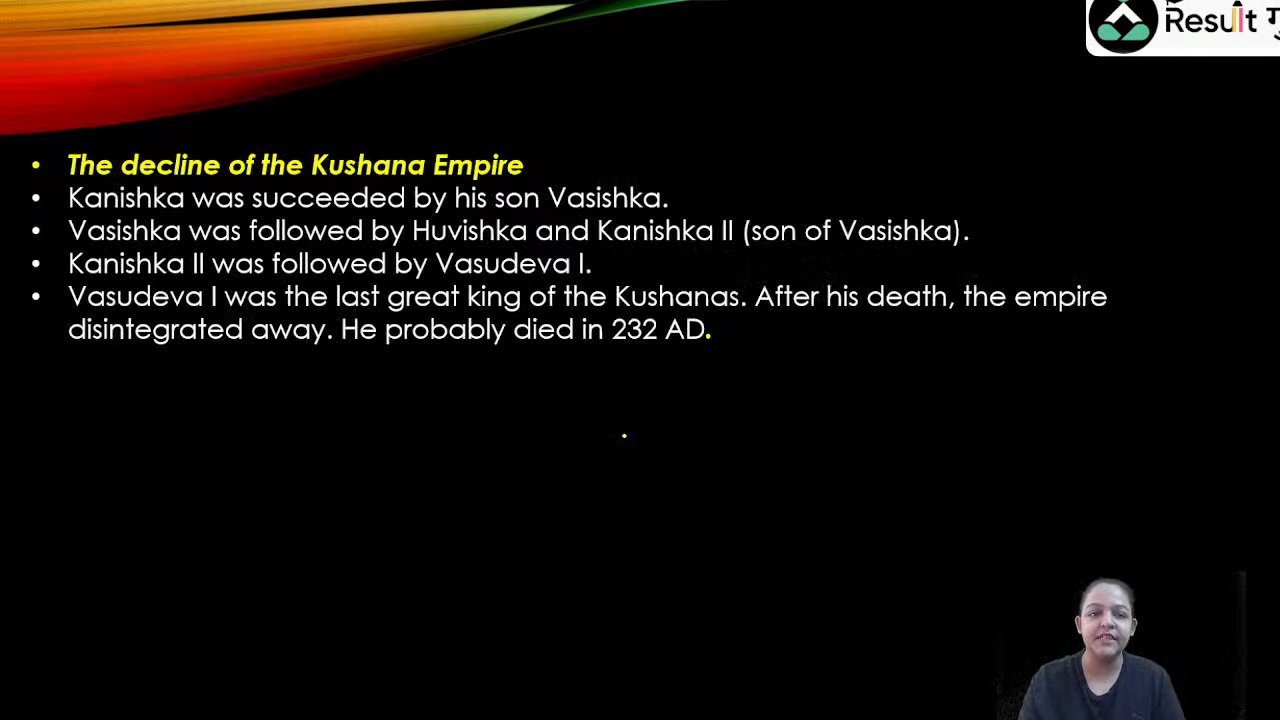 Result गु
• The decline of the Kushana Empire
• Kanishka was succeeded by his son Vasishka.
• Vasishka was followed by Huvishka and Kanishka II (son of Vasishka).
• Kanishka II was followed by Vasudeva I.
• Vasudeva I was the last great king of the Kushanas. After his death, the empire
disintegrated away. He probably died in 232 AD.